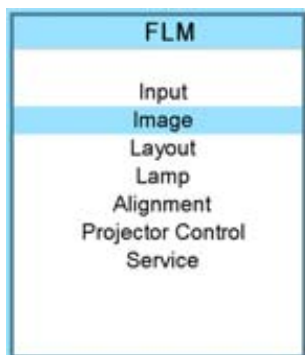 FLM
Input
Image
Layout
Lamp
Alignment
Projector Control
Service